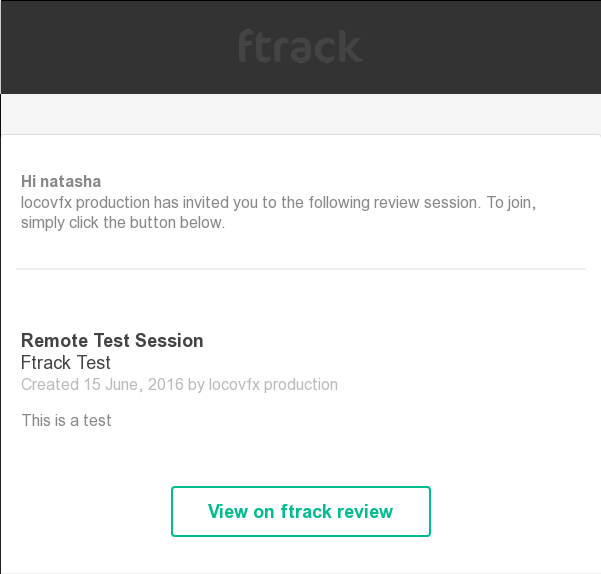 ftrack
Hi natasha
locovfx production has invited you to the following review session. To join,
simply click the button below.
Remote Test Session
Ftrack Test
Created 15 June, 2016 by locovfx production
This is a test
View on ftrack review